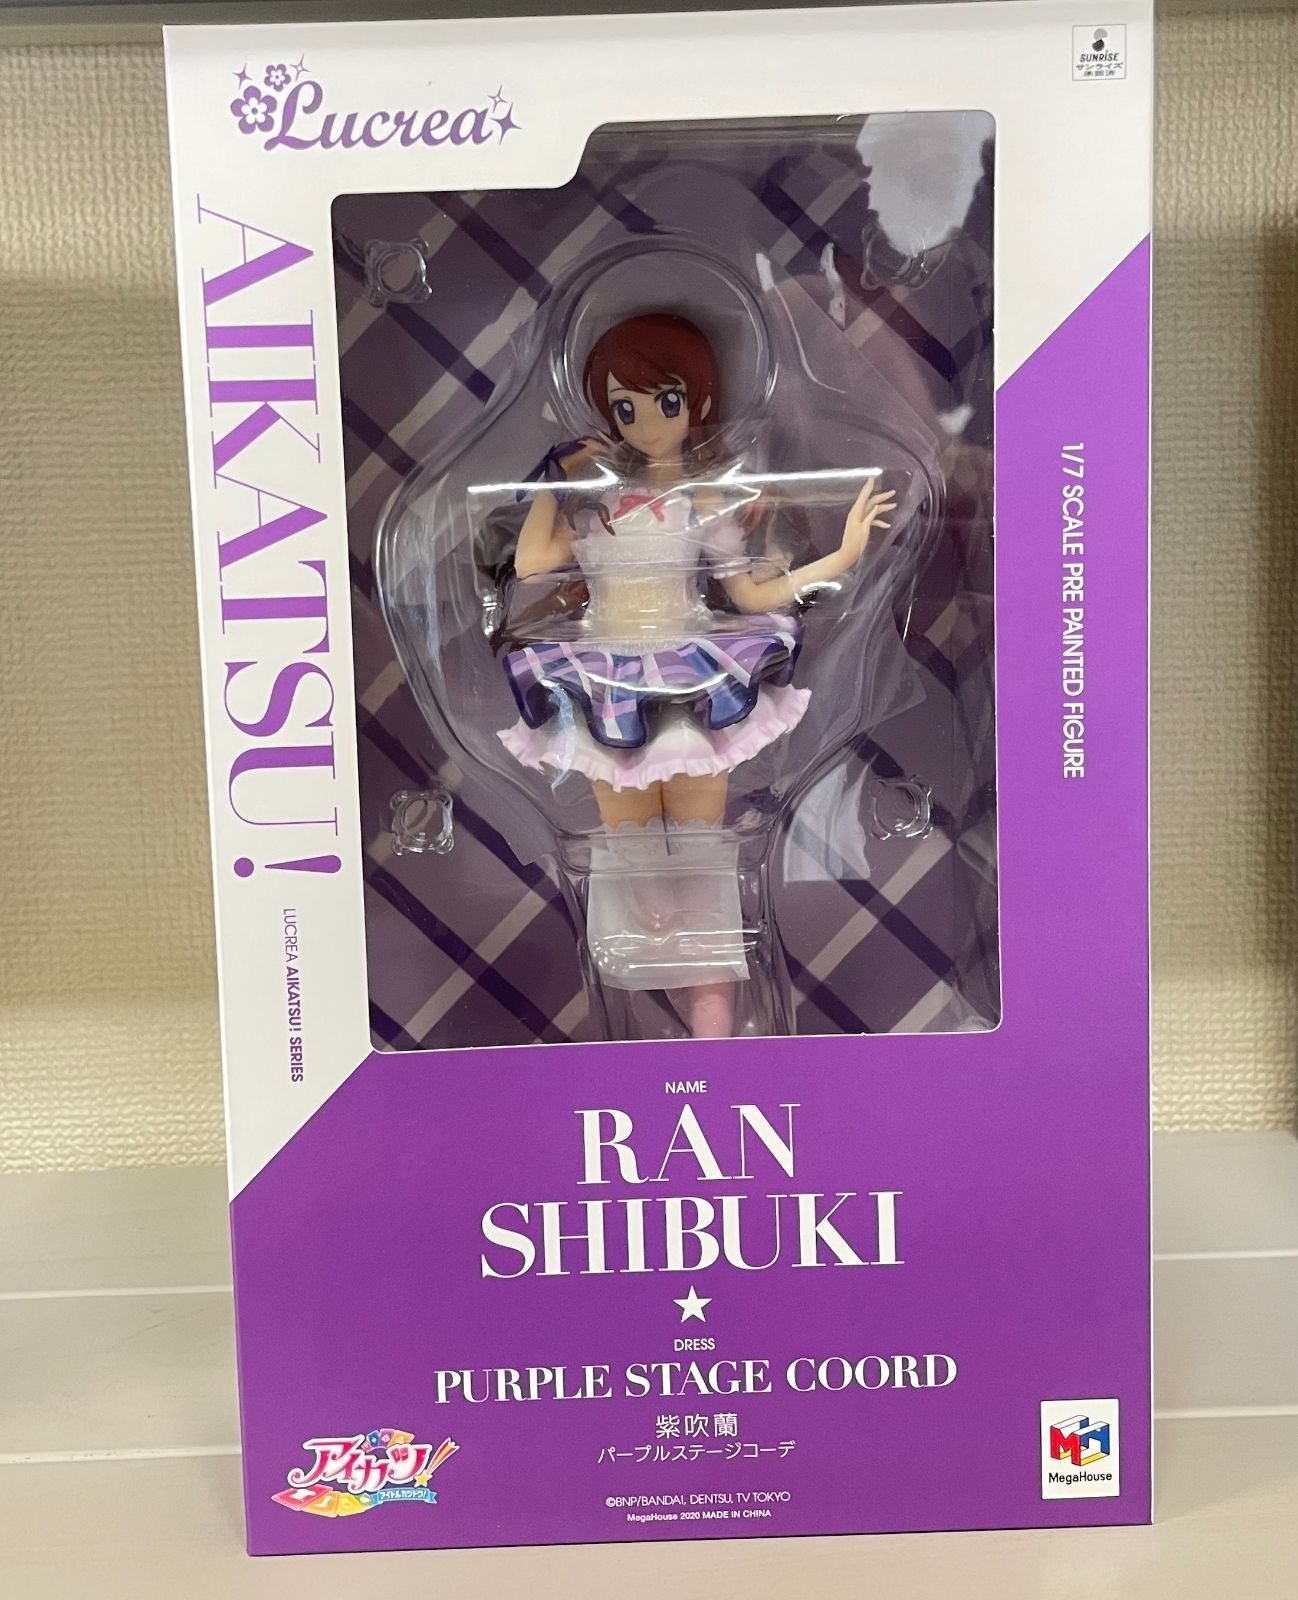 Lucrea
SUNRISE
サンライズ
承認済
AIKATSU!
LUCREA AIKATSU! SERIES
1/7 SCALE PRE PAINTED FIGURE
NAME
RAN
SHIBUKI
★
DRESS
PURPLE STAGE COORD
紫吹蘭
パープルステージコーデ
アイカツ!
アイドルカツドウ!
MegaHouse
©BNP/BANDAI, DENTSU, TV TOKYO
MegaHouse 2020 MADE IN CHINA